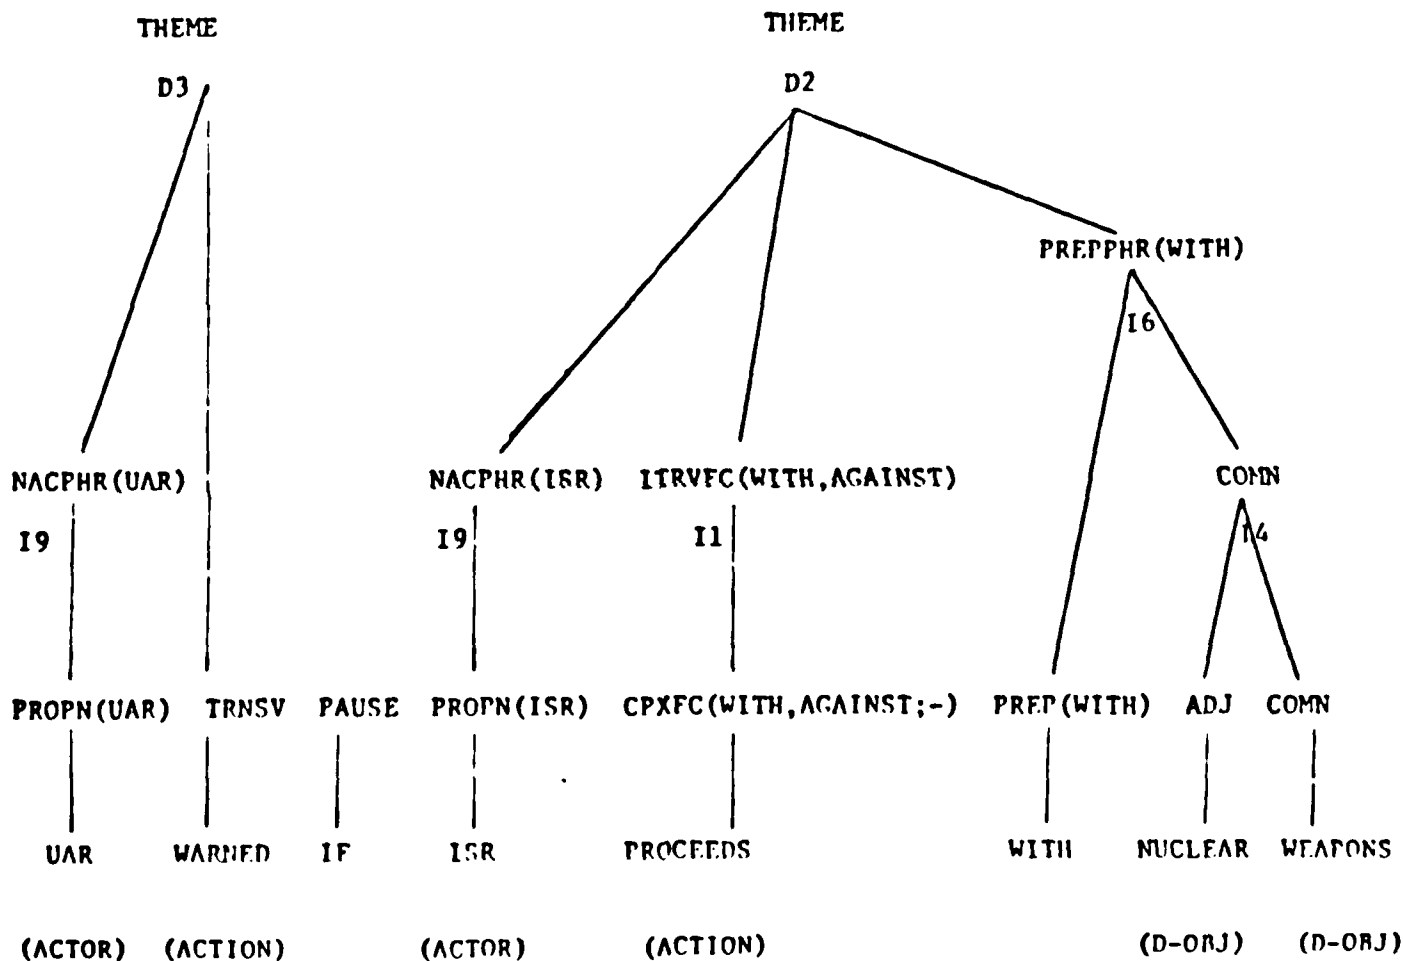 THEME THEME
D3 D2
PREPPHR(WITH)
I6
NACPHR(UAR) NACPHR(ISR) ITRVFC(WITH,AGAINST) COMN
I9 I9 I1 I4
PROPN(UAR) TRNSV PAUSE PROPN(ISR) CPXFC(WITH,AGAINST;-) PREP(WITH) ADJ COMN
UAR WARNED IF ISR PROCEEDS WITH NUCLEAR WEAPONS
(ACTOR) (ACTION) (ACTOR) (ACTION) (D-OBJ) (D-OBJ)